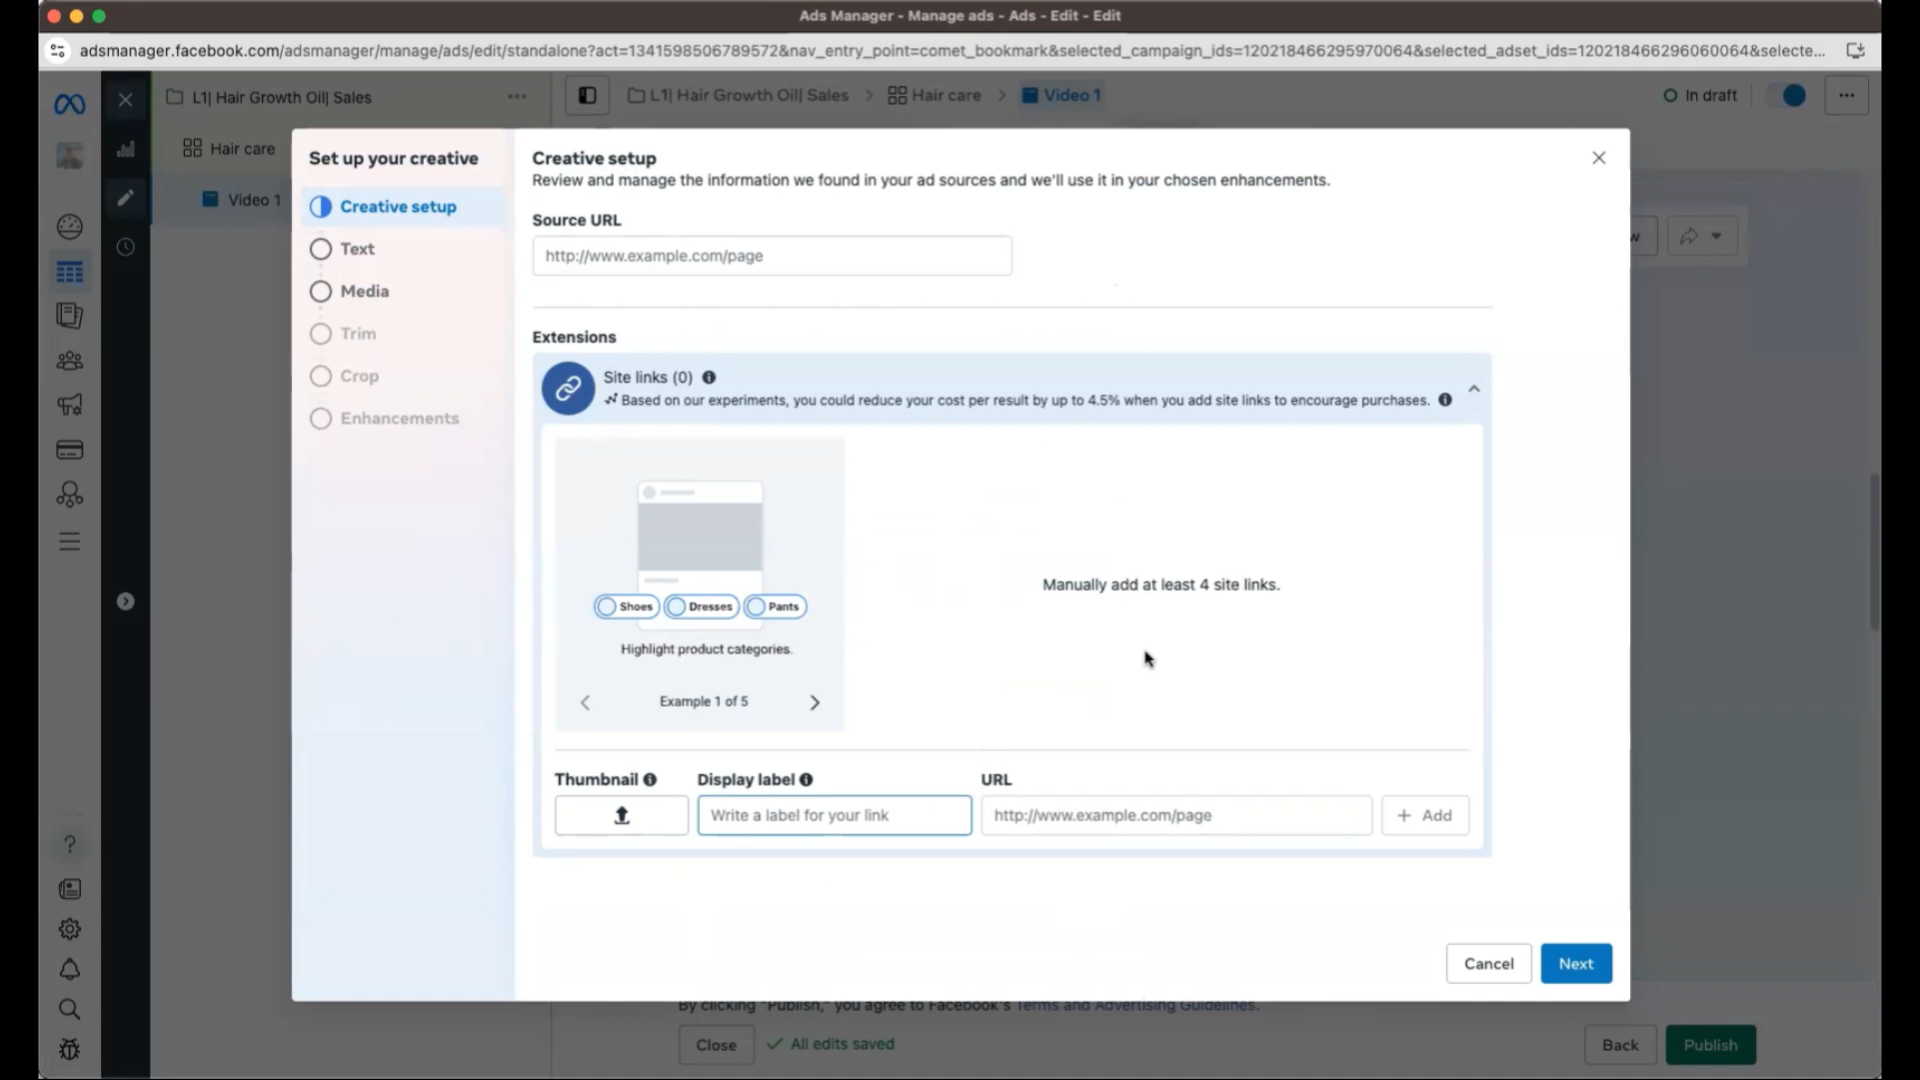 Ads Manager - Manage ads - Ads - Edit - Edit
adsmanager.facebook.com/adsmanager/manage/ads/edit/standalone?act=1341598506789572&nav_entry_point=comet_bookmark&selected_campaign_ids=120218466295970064&selected_adset_ids=120218466296060064&selecte...
L1| Hair Growth Oil| Sales
L1| Hair Growth Oil| Sales > Hair care > Video 1
In draft
Hair care
Video 1
Set up your creative
Creative setup
Text
Media
Trim
Crop
Enhancements
Creative setup
Review and manage the information we found in your ad sources and we'll use it in your chosen enhancements.
Source URL
http://www.example.com/page
Extensions
Site links (0)
Based on our experiments, you could reduce your cost per result by up to 4.5% when you add site links to encourage purchases.
Shoes Dresses Pants
Highlight product categories.
Example 1 of 5
Manually add at least 4 site links.
Thumbnail Display label URL
Write a label for your link http://www.example.com/page + Add
Cancel Next
By clicking "Publish," you agree to Facebook's Terms and Advertising Guidelines.
Close All edits saved Back Publish